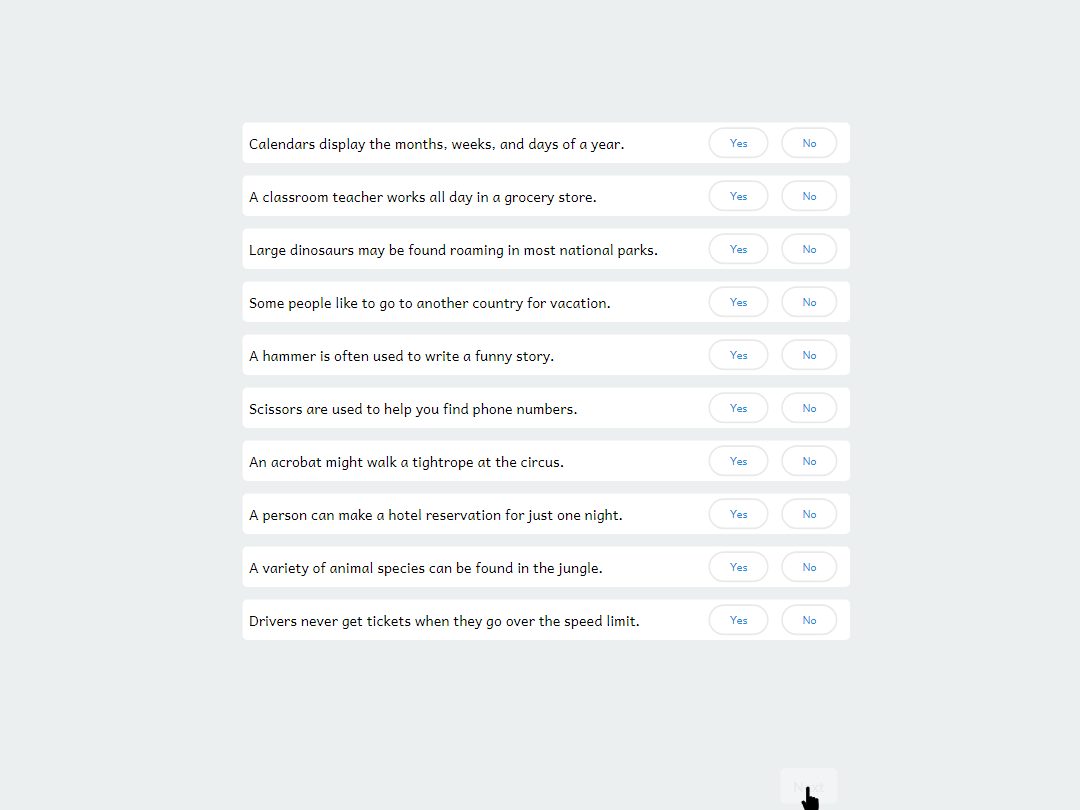 Calendars display the months, weeks, and days of a year. Yes No
A classroom teacher works all day in a grocery store. Yes No
Large dinosaurs may be found roaming in most national parks. Yes No
Some people like to go to another country for vacation. Yes No
A hammer is often used to write a funny story. Yes No
Scissors are used to help you find phone numbers. Yes No
An acrobat might walk a tightrope at the circus. Yes No
A person can make a hotel reservation for just one night. Yes No
A variety of animal species can be found in the jungle. Yes No
Drivers never get tickets when they go over the speed limit. Yes No
Next